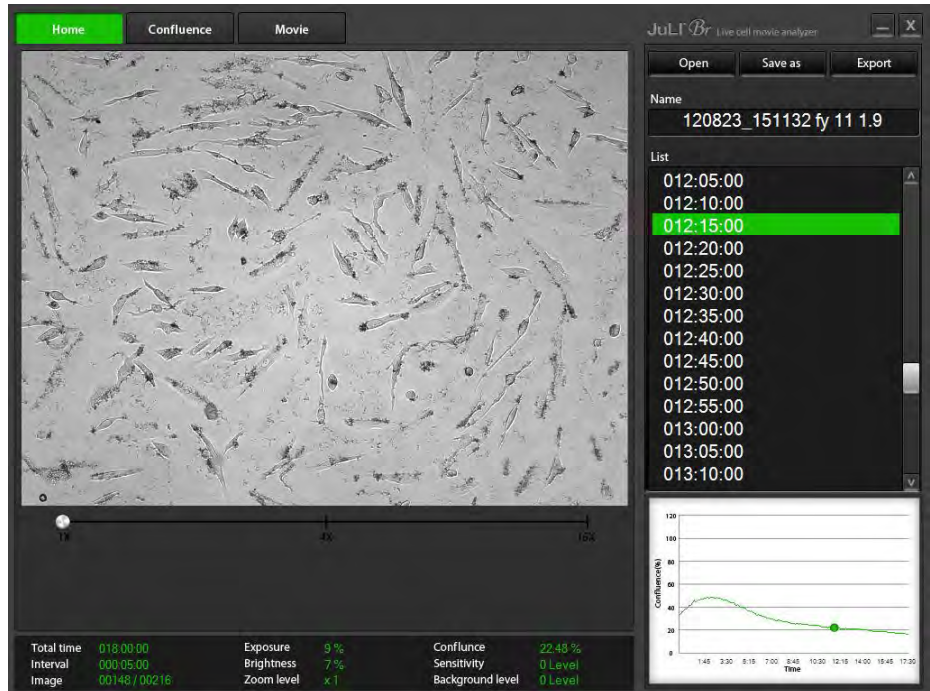 Home Confluence Movie
JuLI Br Live cell movie analyzer
Open Save as Export
Name
120823_151132 fy 11 1.9
List
012:05:00
012:10:00
012:15:00
012:20:00
012:25:00
012:30:00
012:35:00
012:40:00
012:45:00
012:50:00
012:55:00
013:00:00
013:05:00
013:10:00
1X 4X 16X
120
100
80
60
40
20
0
Confluence(%)
1:45 3:30 5:15 7:00 8:45 10:30 12:15 14:00 15:45 17:30
Time
Total time 018:00:00 Exposure 9 % Conflunce 22.48 %
Interval 000:05:00 Brightness 7 % Sensitivity 0 Level
Image 00148 / 00216 Zoom level x 1 Background level 0 Level